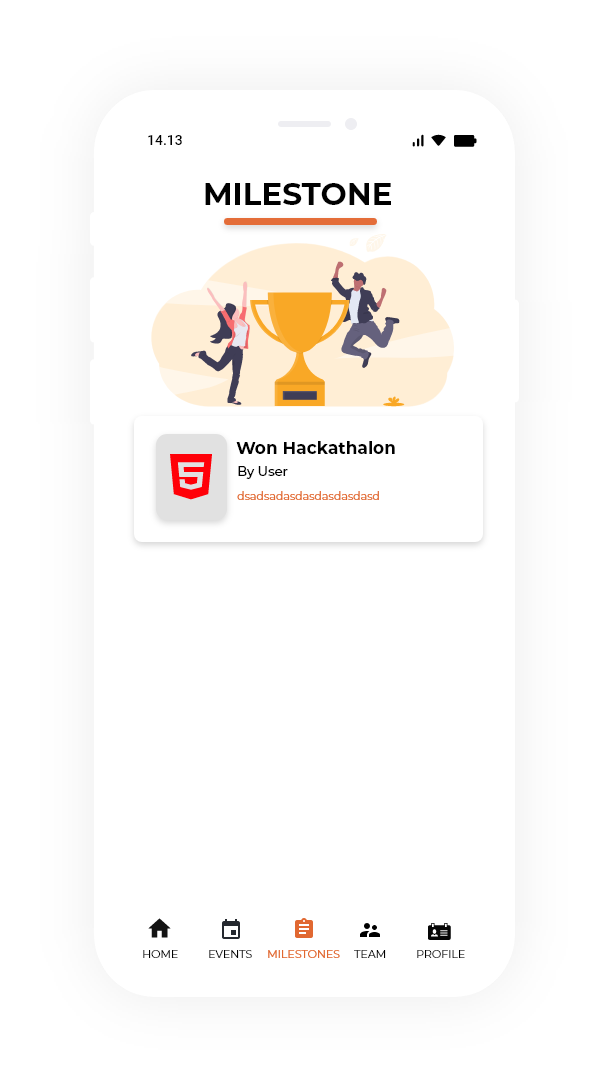 14.13
MILESTONE
Won Hackathalon
By User
dsadsadasdasdasdasdasd
HOME EVENTS MILESTONES TEAM PROFILE